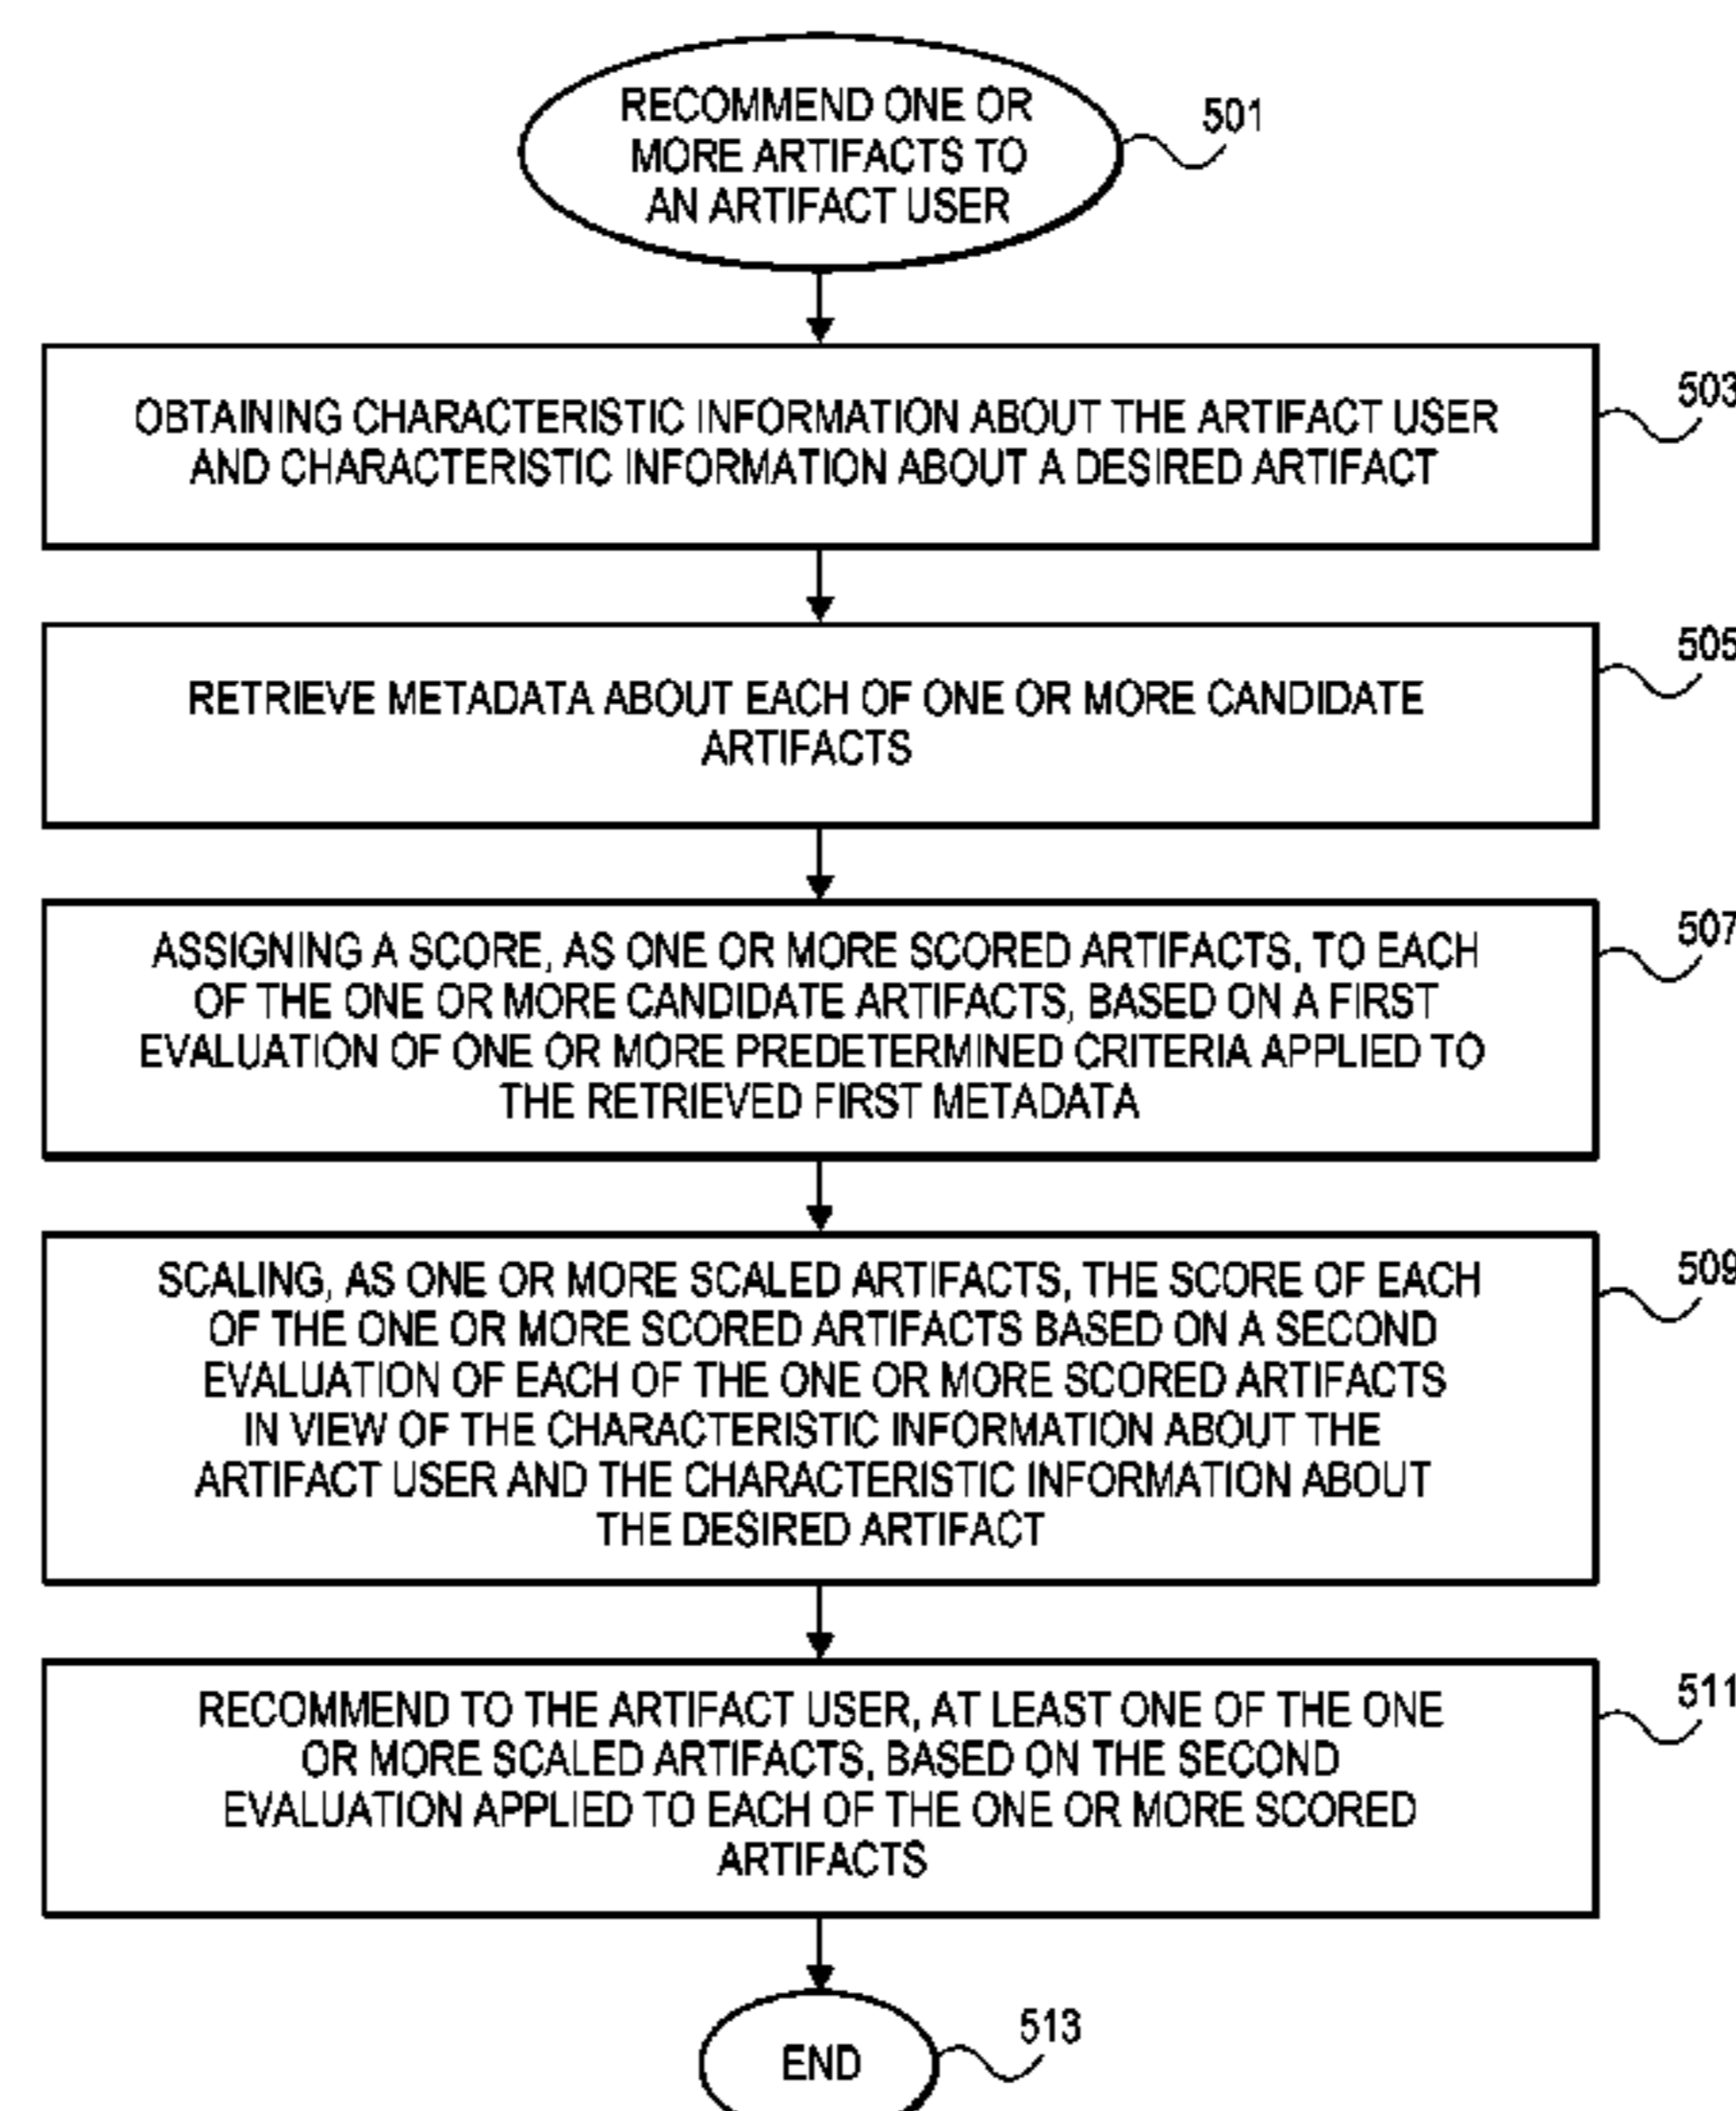 RECOMMEND ONE OR
MORE ARTIFACTS TO
AN ARTIFACT USER
501
OBTAINING CHARACTERISTIC INFORMATION ABOUT THE ARTIFACT USER
AND CHARACTERISTIC INFORMATION ABOUT A DESIRED ARTIFACT
503
RETRIEVE METADATA ABOUT EACH OF ONE OR MORE CANDIDATE
ARTIFACTS
505
ASSIGNING A SCORE, AS ONE OR MORE SCORED ARTIFACTS, TO EACH
OF THE ONE OR MORE CANDIDATE ARTIFACTS, BASED ON A FIRST
EVALUATION OF ONE OR MORE PREDETERMINED CRITERIA APPLIED TO
THE RETRIEVED FIRST METADATA
507
SCALING, AS ONE OR MORE SCALED ARTIFACTS, THE SCORE OF EACH
OF THE ONE OR MORE SCORED ARTIFACTS BASED ON A SECOND
EVALUATION OF EACH OF THE ONE OR MORE SCORED ARTIFACTS
IN VIEW OF THE CHARACTERISTIC INFORMATION ABOUT THE
ARTIFACT USER AND THE CHARACTERISTIC INFORMATION ABOUT
THE DESIRED ARTIFACT
509
RECOMMEND TO THE ARTIFACT USER, AT LEAST ONE OF THE ONE
OR MORE SCALED ARTIFACTS, BASED ON THE SECOND
EVALUATION APPLIED TO EACH OF THE ONE OR MORE SCORED
ARTIFACTS
511
END
513